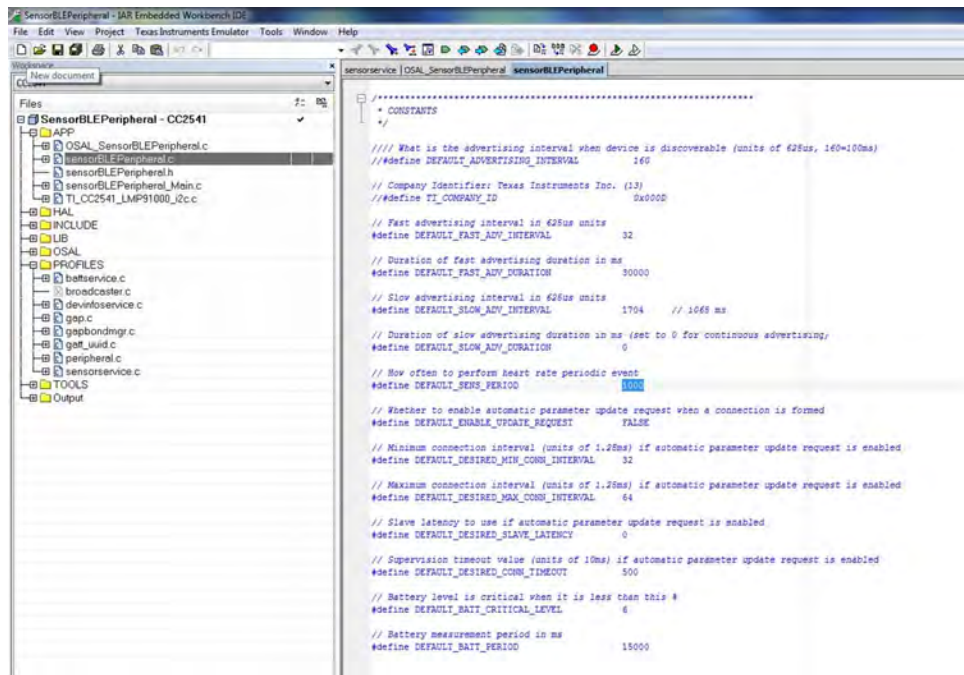 SensorBLEPeripheral - IAR Embedded Workbench IDE
File Edit View Project Texas Instruments Emulator Tools Window Help
Workspace
New document
CC2541
sensorservice | OSAL_SensorBLEPeripheral sensorBLEPeripheral
Files
SensorBLEPeripheral - CC2541
APP
OSAL_SensorBLEPeripheral.c
sensorBLEPeripheral.c
sensorBLEPeripheral.h
sensorBLEPeripheral_Main.c
TI_CC2541_LMP91000_i2c.c
HAL
INCLUDE
LIB
OSAL
PROFILES
battservice.c
broadcaster.c
devinfoservice.c
gap.c
gapbondmgr.c
gatt_uuid.c
peripheral.c
sensorservice.c
TOOLS
Output
/*********************************************************************
* CONSTANTS
*/
//// What is the advertising interval when device is discoverable (units of 625us, 160=100ms)
//#define DEFAULT_ADVERTISING_INTERVAL 160
// Company Identifier: Texas Instruments Inc. (13)
//#define TI_COMPANY_ID 0x000D
// Fast advertising interval in 625us units
#define DEFAULT_FAST_ADV_INTERVAL 32
// Duration of fast advertising duration in ms
#define DEFAULT_FAST_ADV_DURATION 30000
// Slow advertising interval in 625us units
#define DEFAULT_SLOW_ADV_INTERVAL 1704 // 1065 ms
// Duration of slow advertising duration in ms (set to 0 for continuous advertising)
#define DEFAULT_SLOW_ADV_DURATION 0
// How often to perform heart rate periodic event
#define DEFAULT_SENS_PERIOD 1000
// Whether to enable automatic parameter update request when a connection is formed
#define DEFAULT_ENABLE_UPDATE_REQUEST FALSE
// Minimum connection interval (units of 1.25ms) if automatic parameter update request is enabled
#define DEFAULT_DESIRED_MIN_CONN_INTERVAL 32
// Maximum connection interval (units of 1.25ms) if automatic parameter update request is enabled
#define DEFAULT_DESIRED_MAX_CONN_INTERVAL 64
// Slave latency to use if automatic parameter update request is enabled
#define DEFAULT_DESIRED_SLAVE_LATENCY 0
// Supervision timeout value (units of 10ms) if automatic parameter update request is enabled
#define DEFAULT_DESIRED_CONN_TIMEOUT 500
// Battery level is critical when it is less than this #
#define DEFAULT_BATT_CRITICAL_LEVEL 6
// Battery measurement period in ms
#define DEFAULT_BATT_PERIOD 15000